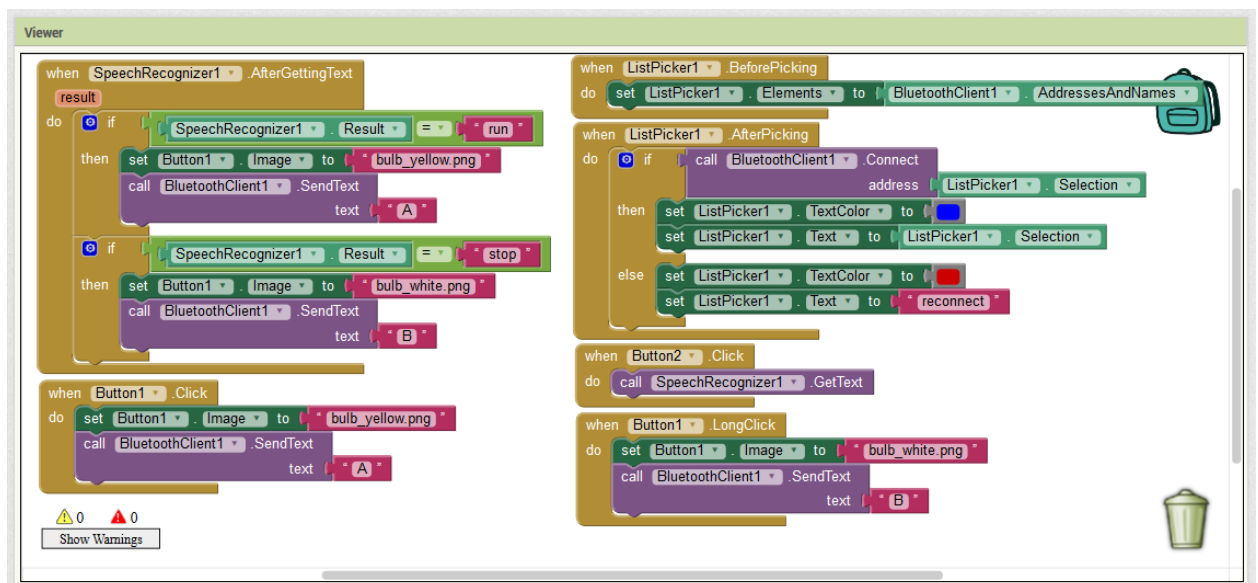 Viewer
when SpeechRecognizer1 .AfterGettingText
result
do if SpeechRecognizer1 . Result = " run "
then set Button1 . Image to " bulb_yellow.png "
call BluetoothClient1 .SendText
text " A "
if SpeechRecognizer1 . Result = " stop "
then set Button1 . Image to " bulb_white.png "
call BluetoothClient1 .SendText
text " B "
when Button1 .Click
do set Button1 . Image to " bulb_yellow.png "
call BluetoothClient1 .SendText
text " A "
0 0
Show Warnings
when ListPicker1 .BeforePicking
do set ListPicker1 . Elements to BluetoothClient1 . AddressesAndNames
when ListPicker1 .AfterPicking
do if call BluetoothClient1 .Connect
address ListPicker1 . Selection
then set ListPicker1 . TextColor to
set ListPicker1 . Text to ListPicker1 . Selection
else set ListPicker1 . TextColor to
set ListPicker1 . Text to " reconnect "
when Button2 .Click
do call SpeechRecognizer1 .GetText
when Button1 .LongClick
do set Button1 . Image to " bulb_white.png "
call BluetoothClient1 .SendText
text " B "